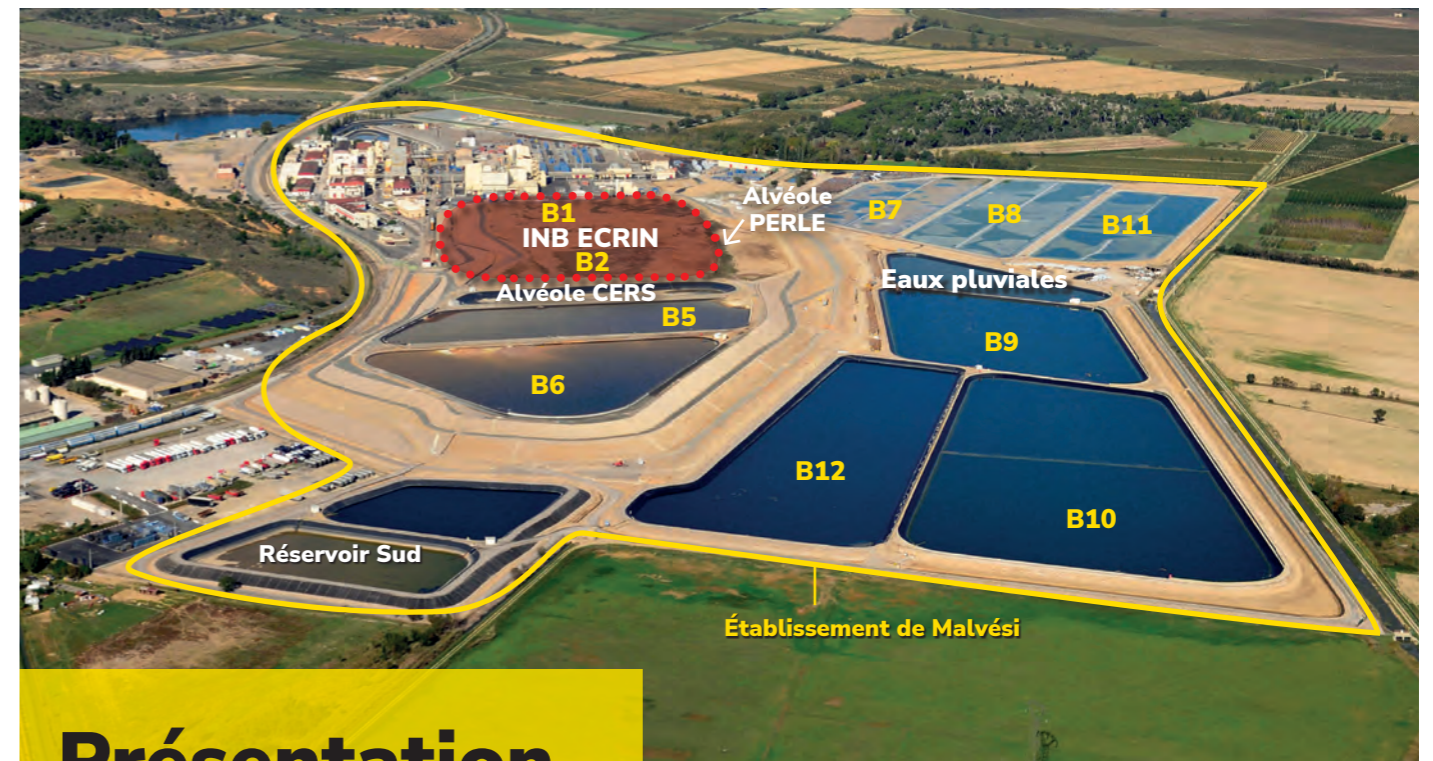 Alvéole
PERLE
B1
INB ECRIN
B2
B7
B8
B11
Alvéole CERS
Eaux pluviales
B5
B9
B6
B12
B10
Réservoir Sud
Établissement de Malvési
Présentation